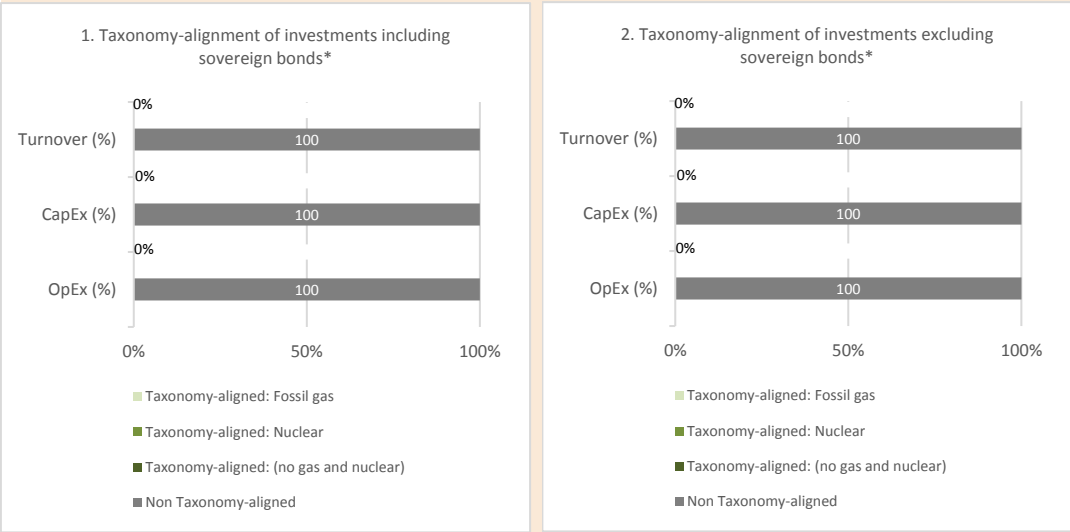 1. Taxonomy-alignment of investments including
sovereign bonds*
0%
Turnover (%)
100
0%
CapEx (%)
100
0%
OpEx (%)
100
0%
50%
100%
Taxonomy-aligned: Fossil gas
Taxonomy-aligned: Nuclear
Taxonomy-aligned: (no gas and nuclear)
Non Taxonomy-aligned
2. Taxonomy-alignment of investments excluding
sovereign bonds*
0%
Turnover (%)
100
0%
CapEx (%)
100
0%
OpEx (%)
100
0%
50%
100%
Taxonomy-aligned: Fossil gas
Taxonomy-aligned: Nuclear
Taxonomy-aligned: (no gas and nuclear)
Non Taxonomy-aligned